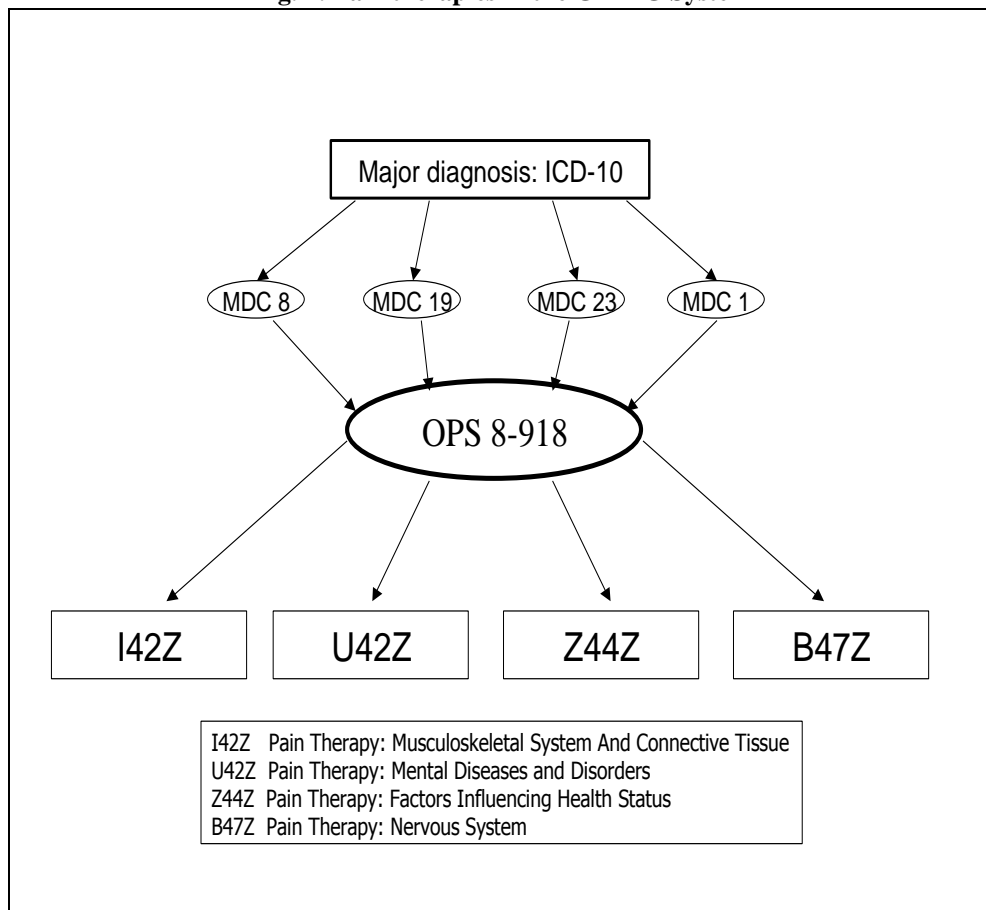 Major diagnosis: ICD-10
MDC 8
MDC 19
MDC 23
MDC 1
OPS 8-918
I42Z
U42Z
Z44Z
B47Z
I42Z Pain Therapy: Musculoskeletal System And Connective Tissue
U42Z Pain Therapy: Mental Diseases and Disorders
Z44Z Pain Therapy: Factors Influencing Health Status
B47Z Pain Therapy: Nervous System